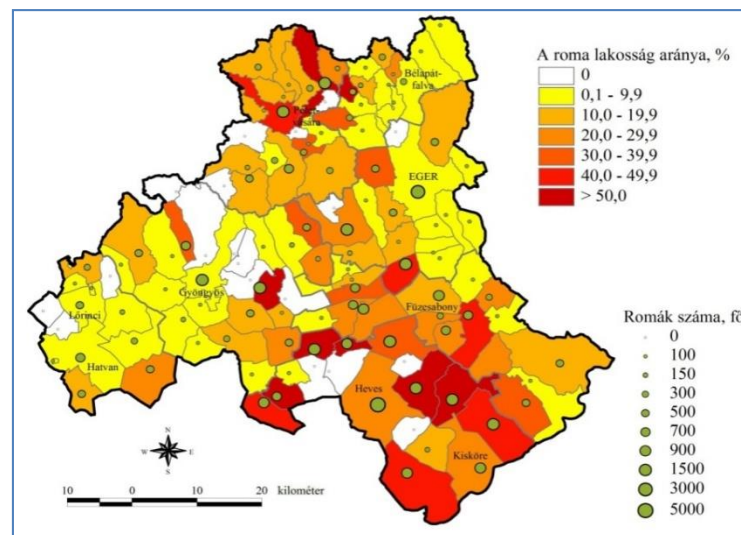 A roma lakosság aránya, %
0
0,1 - 9,9
10,0 - 19,9
20,0 - 29,9
30,0 - 39,9
40,0 - 49,9
> 50,0
Bélapát-
falva
Pétervására
EGER
Gyöngyös
Lőrinci
Hatvan
Füzesabony
Heves
Kisköre
Romák száma, fő
0
100
150
300
500
700
900
1500
3000
5000
N
W E
S
10 0 10 20 kilométer